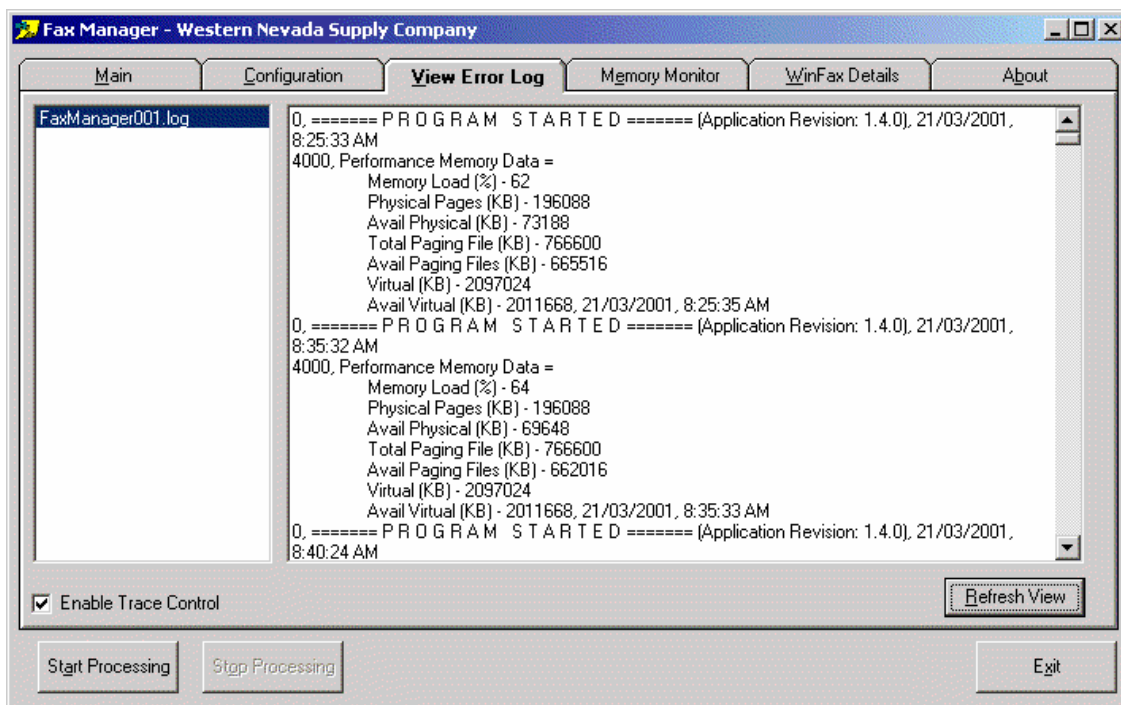 Fax Manager - Western Nevada Supply Company
Main
Configuration
View Error Log
Memory Monitor
WinFax Details
About
FaxManager001.log
0, ======= P R O G R A M   S T A R T E D ======= (Application Revision: 1.4.0), 21/03/2001,
8:25:33 AM
4000, Performance Memory Data =
Memory Load (%) - 62
Physical Pages (KB) - 196088
Avail Physical (KB) - 73188
Total Paging File (KB) - 766600
Avail Paging Files (KB) - 665516
Virtual (KB) - 2097024
Avail Virtual (KB) - 2011668, 21/03/2001, 8:25:35 AM
0, ======= P R O G R A M   S T A R T E D ======= (Application Revision: 1.4.0), 21/03/2001,
8:35:32 AM
4000, Performance Memory Data =
Memory Load (%) - 64
Physical Pages (KB) - 196088
Avail Physical (KB) - 69648
Total Paging File (KB) - 766600
Avail Paging Files (KB) - 662016
Virtual (KB) - 2097024
Avail Virtual (KB) - 2011668, 21/03/2001, 8:35:33 AM
0, ======= P R O G R A M   S T A R T E D ======= (Application Revision: 1.4.0), 21/03/2001,
8:40:24 AM
Enable Trace Control
Refresh View
Start Processing
Stop Processing
Exit